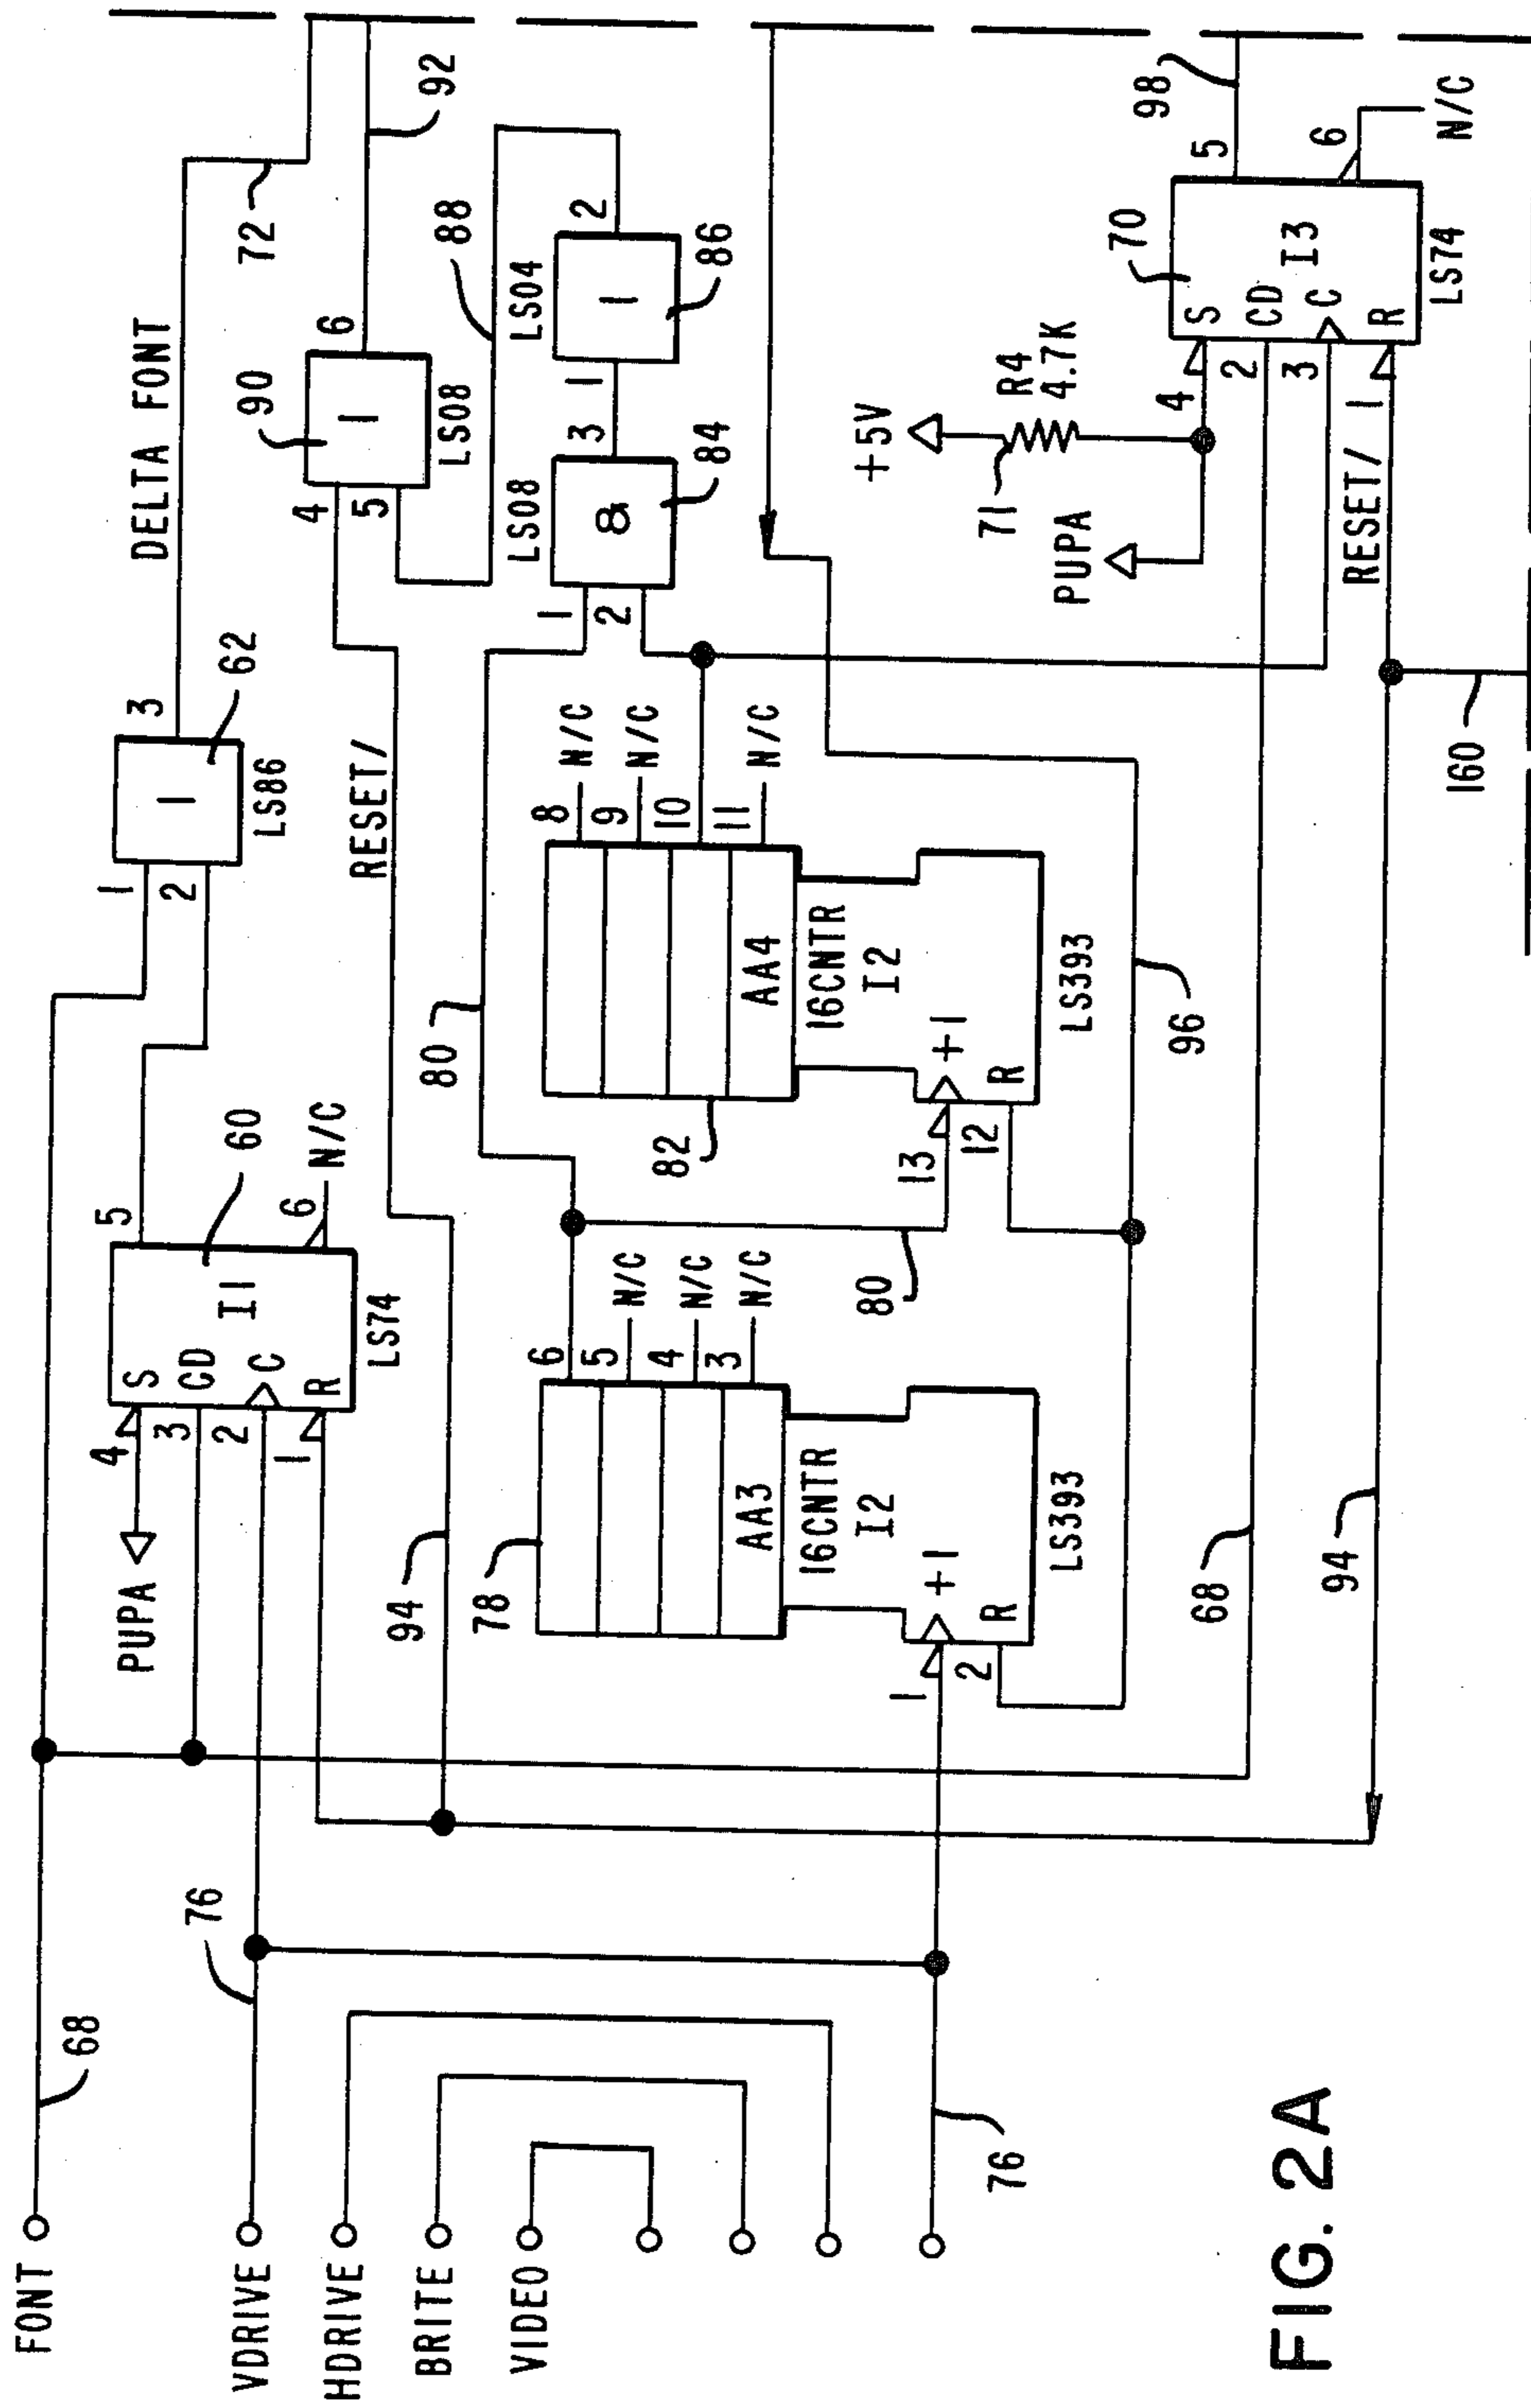 FONT
68
VDRIVE
76
HDRIVE
BRITE
VIDEO
76
PUPA
4
3
2
1
S
CD
C
R
I1
LS74
60
5
6
N/C
1
2
I
LS86
62
3
DELTA FONT
72
94
RESET/
4
5
I
LS08
90
6
92
88
78
6
5
4
3
N/C
N/C
N/C
AA3
16CNTR
I2
+1
R
1
2
LS393
80
80
82
8
9
10
11
N/C
N/C
N/C
AA4
16CNTR
I2
+1
R
13
12
LS393
96
1
2
&
LS08
84
3
1
I
LS04
86
2
68
94
+5V
71
R4
4.7K
PUPA
RESET/
4
2
3
1
S
CD
C
R
I3
LS74
70
5
6
N/C
98
160
FIG. 2A